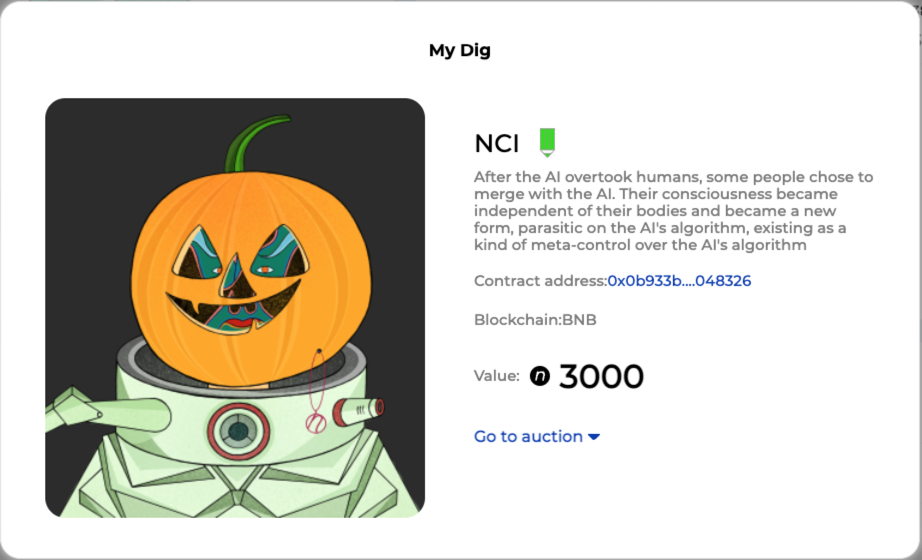 My Dig
NCI
After the AI overtook humans, some people chose to
merge with the AI. Their consciousness became
independent of their bodies and became a new
form, parasitic on the AI's algorithm, existing as a
kind of meta-control over the AI's algorithm
Contract address:0x0b933b....048326
Blockchain:BNB
Value: n 3000
Go to auction